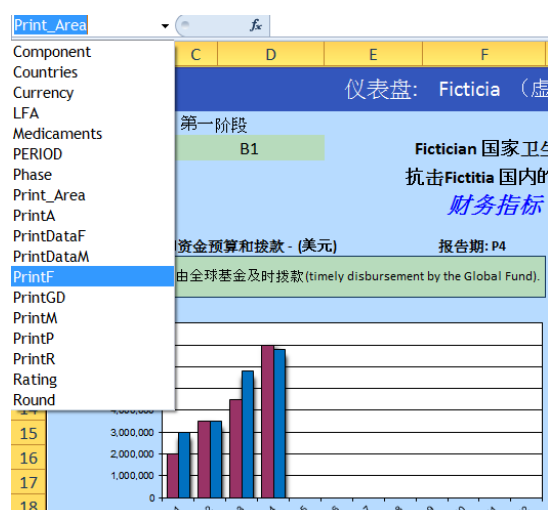 Print_Area fx
Component
Countries
Currency
LFA
Medicaments
PERIOD
Phase
Print_Area
PrintA
PrintDataF
PrintDataM
PrintF
PrintGD
PrintM
PrintP
PrintR
Rating
Round
C D E F
仪表盘: Ficticia （虚
第一阶段
B1
Fictician 国家卫生
抗击Fictitia 国内的
财务指标
资金预算和拨款 - (美元) 报告期: P4
由全球基金及时拨款(timely disbursement by the Global Fund).
15 3,000,000
16 2,000,000
17 1,000,000
0
18